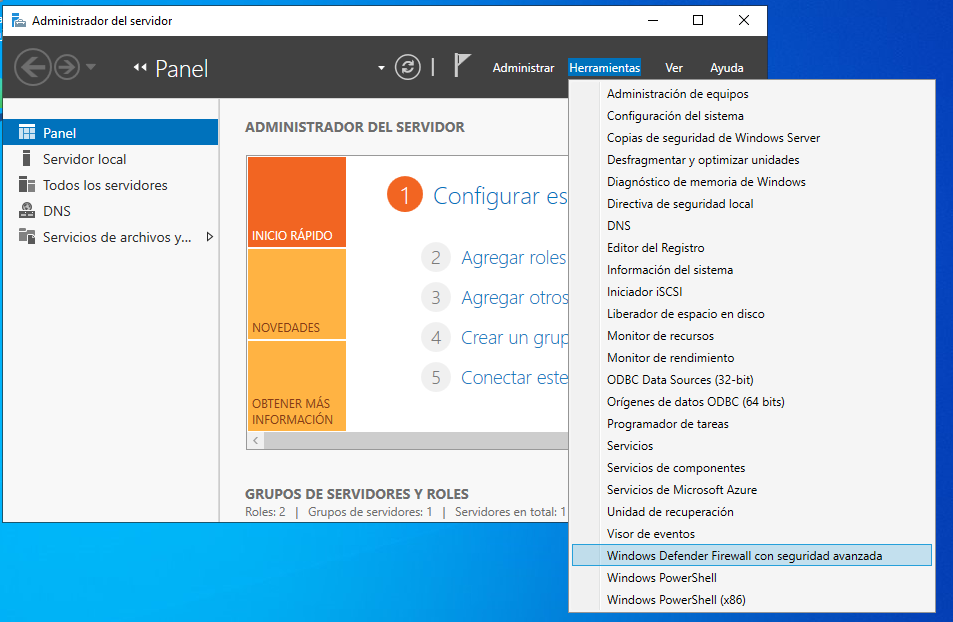 Administrador del servidor
Panel
Administrar Herramientas Ver Ayuda
Panel
Servidor local
Todos los servidores
DNS
Servicios de archivos y...
ADMINISTRADOR DEL SERVIDOR
INICIO RÁPIDO
NOVEDADES
OBTENER MÁS
INFORMACIÓN
1 Configurar es
2 Agregar roles
3 Agregar otros
4 Crear un grup
5 Conectar este
GRUPOS DE SERVIDORES Y ROLES
Roles: 2 | Grupos de servidores: 1 | Servidores en total: 1
Administración de equipos
Configuración del sistema
Copias de seguridad de Windows Server
Desfragmentar y optimizar unidades
Diagnóstico de memoria de Windows
Directiva de seguridad local
DNS
Editor del Registro
Información del sistema
Iniciador iSCSI
Liberador de espacio en disco
Monitor de recursos
Monitor de rendimiento
ODBC Data Sources (32-bit)
Orígenes de datos ODBC (64 bits)
Programador de tareas
Servicios
Servicios de componentes
Servicios de Microsoft Azure
Unidad de recuperación
Visor de eventos
Windows Defender Firewall con seguridad avanzada
Windows PowerShell
Windows PowerShell (x86)